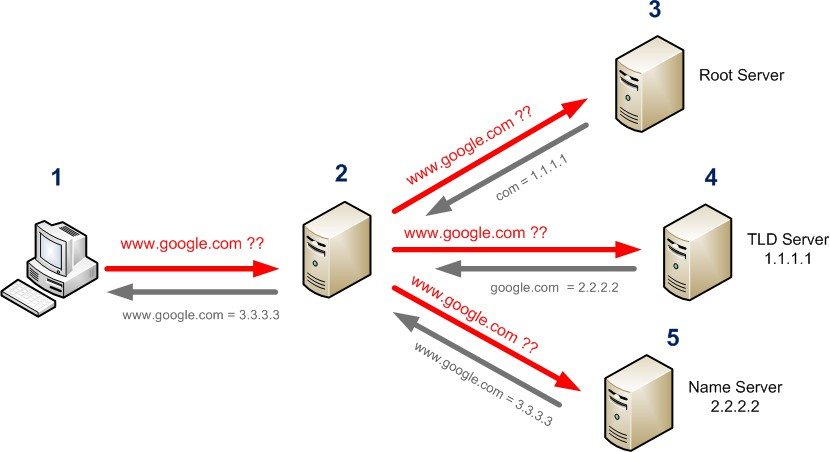 1
www.google.com ??
www.google.com = 3.3.3.3
2
3
Root Server
www.google.com ??
com = 1.1.1.1
4
TLD Server
1.1.1.1
www.google.com ??
google.com = 2.2.2.2
5
Name Server
2.2.2.2
www.google.com ??
www.google.com = 3.3.3.3